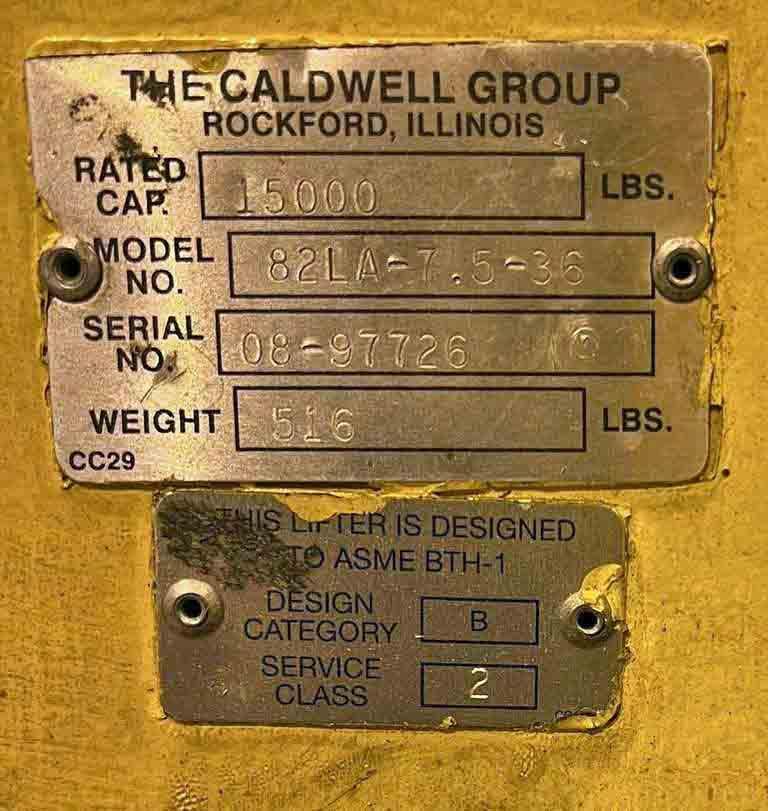 THE CALDWELL GROUP
ROCKFORD, ILLINOIS
RATED CAP. 15000 LBS.
MODEL NO. 82LA-7.5-36
SERIAL NO. 08-97726
WEIGHT 516 LBS.
CC29
THIS LIFTER IS DESIGNED
TO ASME BTH-1
DESIGN CATEGORY B
SERVICE CLASS 2